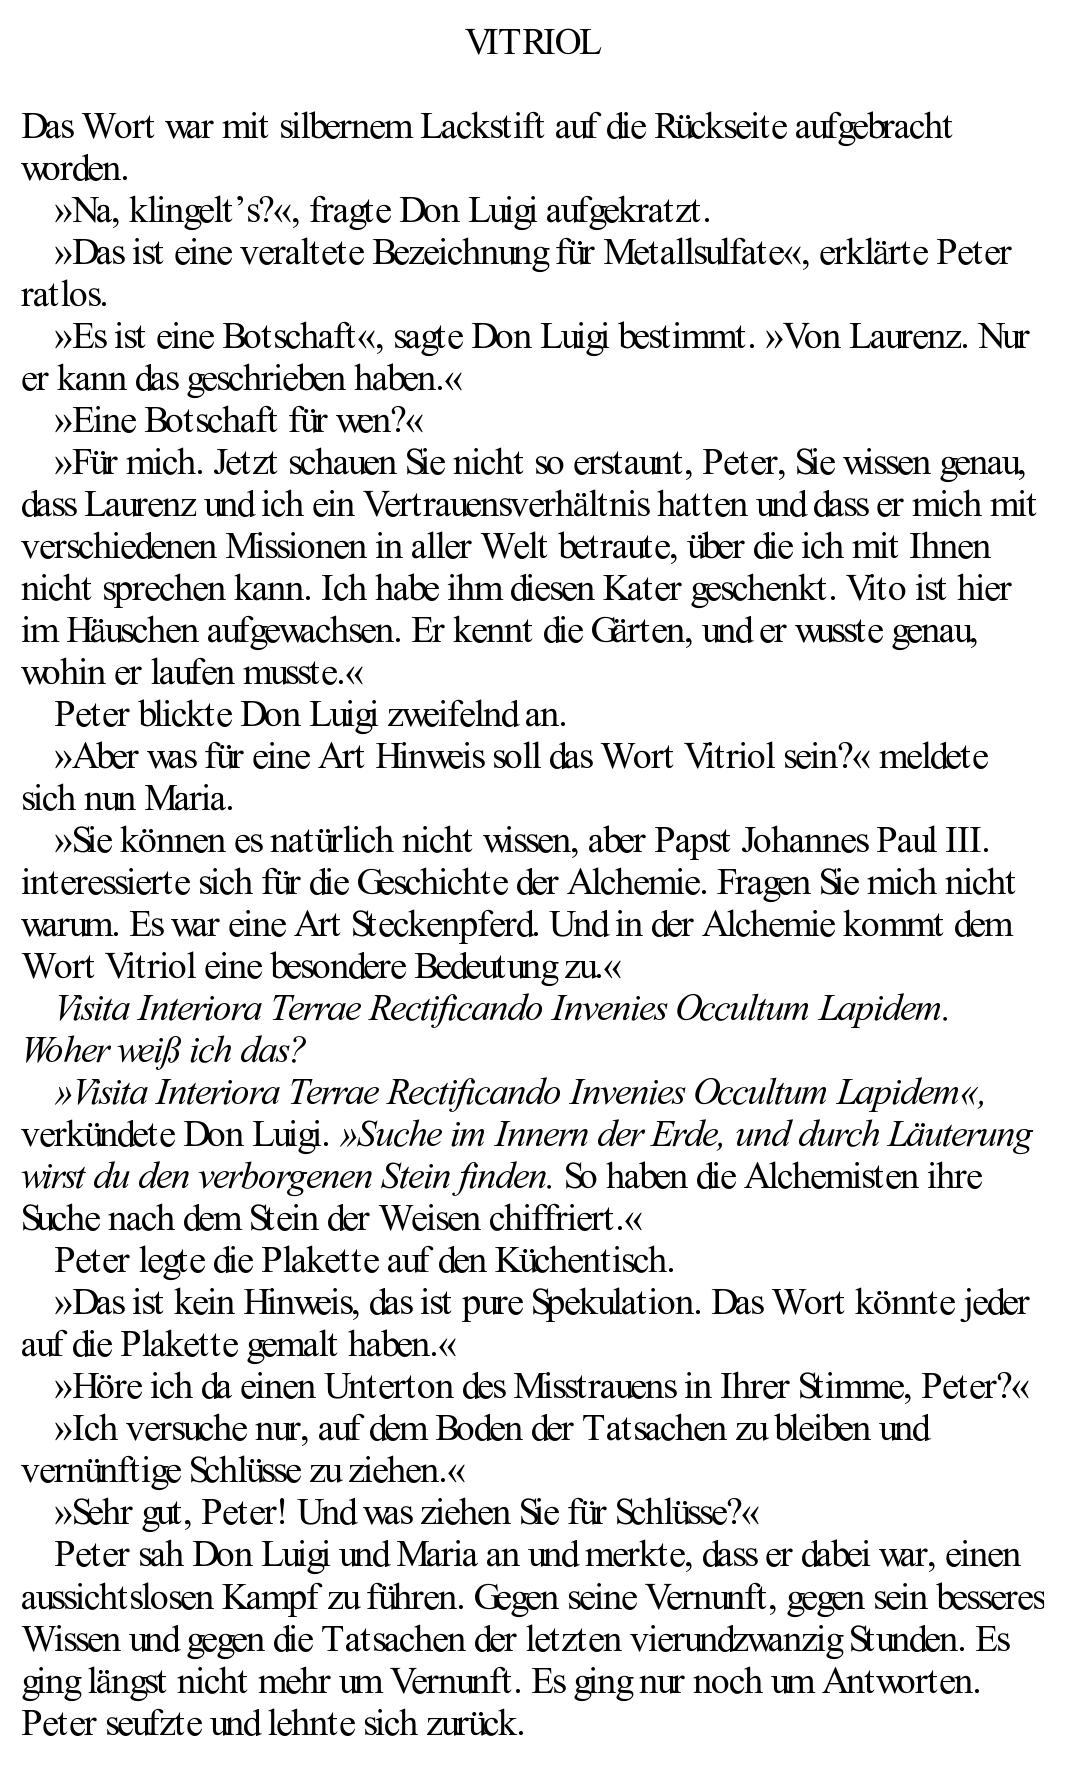 VITRIOL
Das Wort war mit silbernem Lackstift auf die Rückseite aufgebracht
worden.
»Na, klingelt’s?«, fragte Don Luigi aufgekratzt.
»Das ist eine veraltete Bezeichnung für Metallsulfate«, erklärte Peter
ratlos.
»Es ist eine Botschaft«, sagte Don Luigi bestimmt. »Von Laurenz. Nur
er kann das geschrieben haben.«
»Eine Botschaft für wen?«
»Für mich. Jetzt schauen Sie nicht so erstaunt, Peter, Sie wissen genau,
dass Laurenz und ich ein Vertrauensverhältnis hatten und dass er mich mit
verschiedenen Missionen in aller Welt betraute, über die ich mit Ihnen
nicht sprechen kann. Ich habe ihm diesen Kater geschenkt. Vito ist hier
im Häuschen aufgewachsen. Er kennt die Gärten, und er wusste genau,
wohin er laufen musste.«
Peter blickte Don Luigi zweifelnd an.
»Aber was für eine Art Hinweis soll das Wort Vitriol sein?« meldete
sich nun Maria.
»Sie können es natürlich nicht wissen, aber Papst Johannes Paul III.
interessierte sich für die Geschichte der Alchemie. Fragen Sie mich nicht
warum. Es war eine Art Steckenpferd. Und in der Alchemie kommt dem
Wort Vitriol eine besondere Bedeutung zu.«
Visita Interiora Terrae Rectificando Invenies Occultum Lapidem.
Woher weiß ich das?
»Visita Interiora Terrae Rectificando Invenies Occultum Lapidem«,
verkündete Don Luigi. »Suche im Innern der Erde, und durch Läuterung
wirst du den verborgenen Stein finden. So haben die Alchemisten ihre
Suche nach dem Stein der Weisen chiffriert.«
Peter legte die Plakette auf den Küchentisch.
»Das ist kein Hinweis, das ist pure Spekulation. Das Wort könnte jeder
auf die Plakette gemalt haben.«
»Höre ich da einen Unterton des Misstrauens in Ihrer Stimme, Peter?«
»Ich versuche nur, auf dem Boden der Tatsachen zu bleiben und
vernünftige Schlüsse zu ziehen.«
»Sehr gut, Peter! Und was ziehen Sie für Schlüsse?«
Peter sah Don Luigi und Maria an und merkte, dass er dabei war, einen
aussichtslosen Kampf zu führen. Gegen seine Vernunft, gegen sein besseres
Wissen und gegen die Tatsachen der letzten vierundzwanzig Stunden. Es
ging längst nicht mehr um Vernunft. Es ging nur noch um Antworten.
Peter seufzte und lehnte sich zurück.